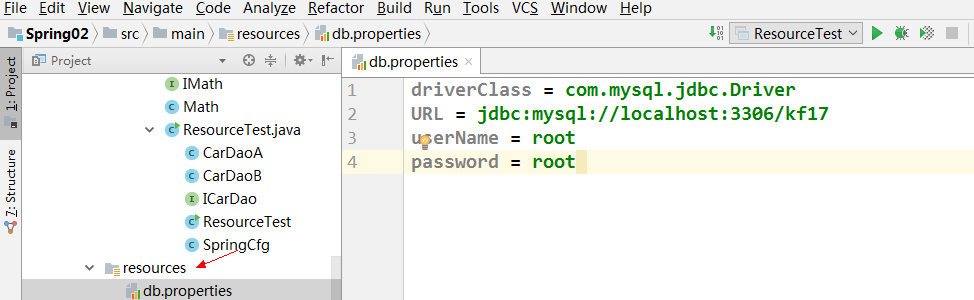 File Edit View Navigate Code Analyze Refactor Build Run Tools VCS Window Help
Spring02 src main resources db.properties ResourceTest
1: Project
7: Structure
Project
IMath
Math
ResourceTest.java
CarDaoA
CarDaoB
ICarDao
ResourceTest
SpringCfg
resources
db.properties
db.properties
1 driverClass = com.mysql.jdbc.Driver
2 URL = jdbc:mysql://localhost:3306/kf17
3 userName = root
4 password = root